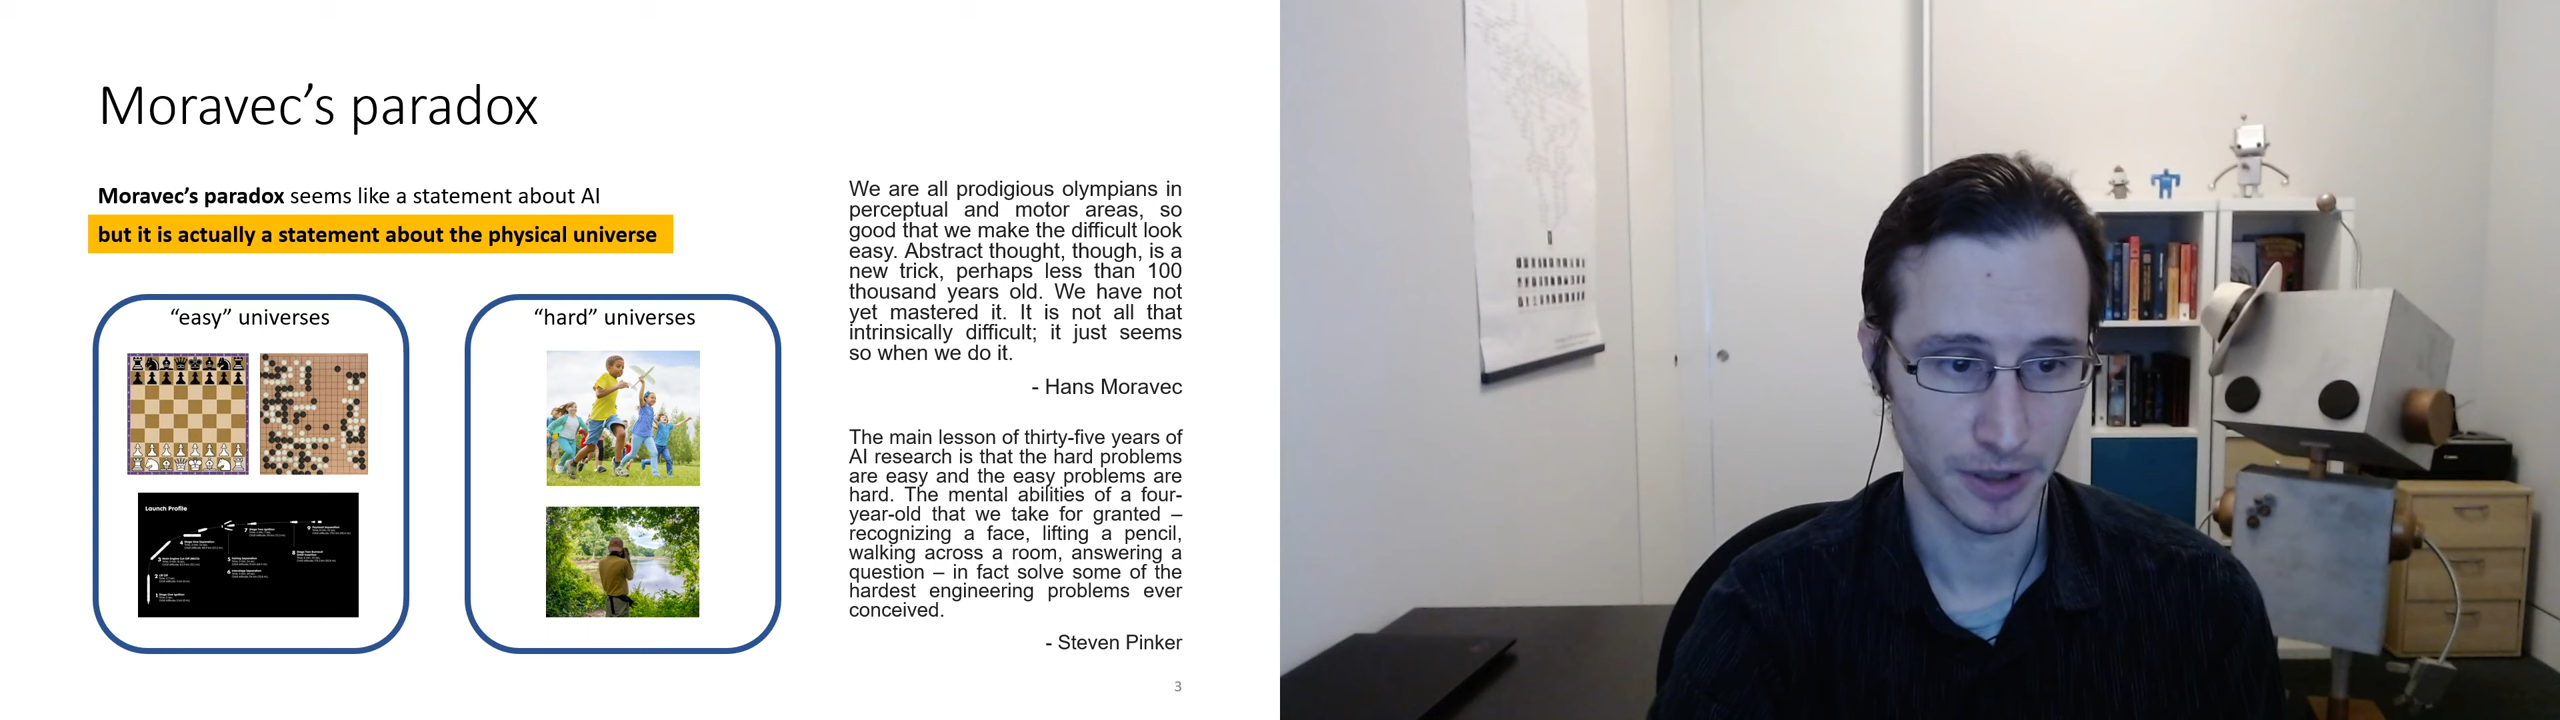 Moravec's paradox
Moravec's paradox seems like a statement about AI
but it is actually a statement about the physical universe
"easy" universes
"hard" universes
Launch Profile
We are all prodigious olympians in
perceptual and motor areas, so
good that we make the difficult look
easy. Abstract thought, though, is a
new trick, perhaps less than 100
thousand years old. We have not
yet mastered it. It is not all that
intrinsically difficult; it just seems
so when we do it.
- Hans Moravec
The main lesson of thirty-five years of
AI research is that the hard problems
are easy and the easy problems are
hard. The mental abilities of a four-
year-old that we take for granted –
recognizing a face, lifting a pencil,
walking across a room, answering a
question – in fact solve some of the
hardest engineering problems ever
conceived.
- Steven Pinker
3